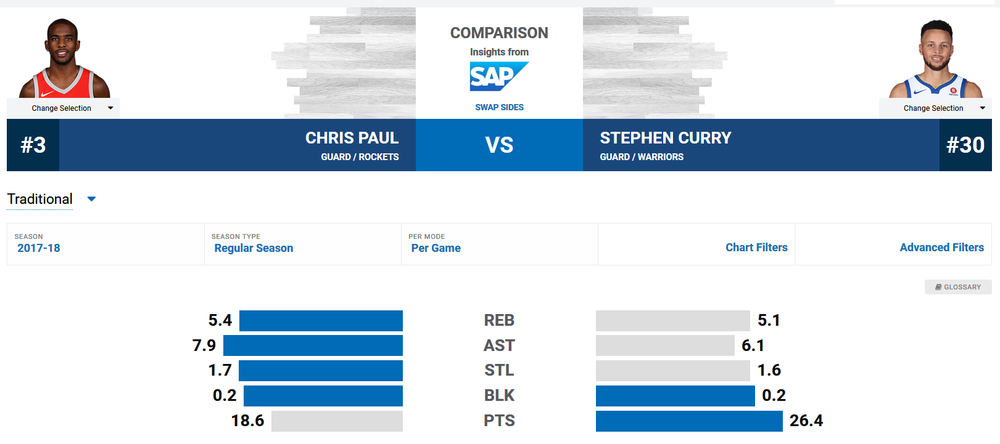 COMPARISON
Insights from
SAP
SWAP SIDES
Change Selection
Change Selection
#3
CHRIS PAUL
GUARD / ROCKETS
VS
STEPHEN CURRY
GUARD / WARRIORS
#30
Traditional
SEASON
2017-18
SEASON TYPE
Regular Season
PER MODE
Per Game
Chart Filters
Advanced Filters
GLOSSARY
5.4 REB 5.1
7.9 AST 6.1
1.7 STL 1.6
0.2 BLK 0.2
18.6 PTS 26.4